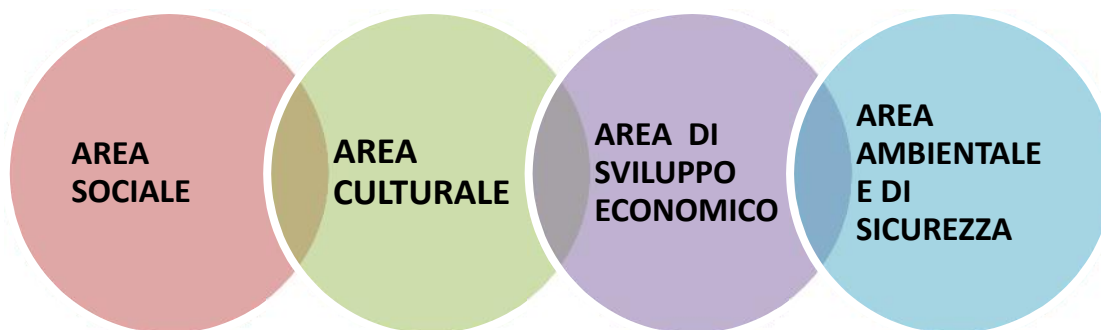 AREA
SOCIALE
AREA
CULTURALE
AREA DI
SVILUPPO
ECONOMICO
AREA
AMBIENTALE
E DI
SICUREZZA